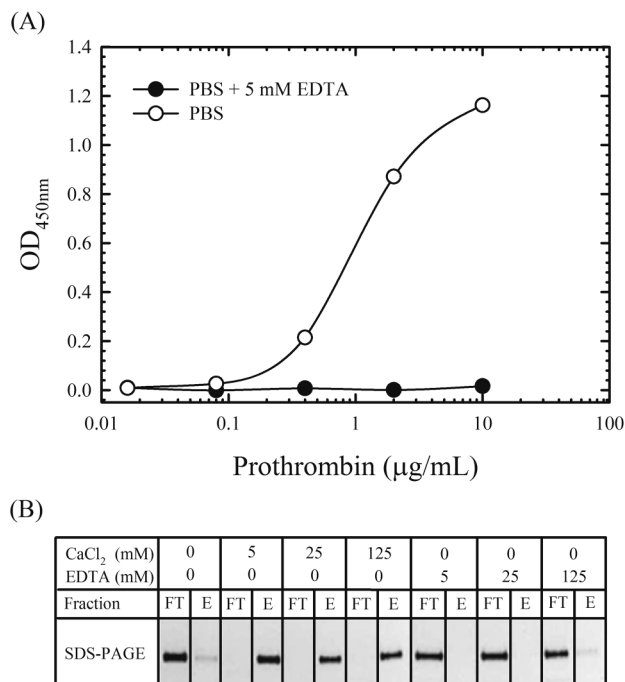 (A)
1.4
1.2
1.0
0.8
0.6
0.4
0.2
0.0
OD450nm
PBS + 5 mM EDTA
PBS
0.01 0.1 1 10 100
Prothrombin (µg/mL)
(B)
CaCl2 (mM) 0 5 25 125 0 0 0
EDTA (mM) 0 0 0 0 5 25 125
Fraction FT E FT E FT E FT E FT E FT E FT E
SDS-PAGE